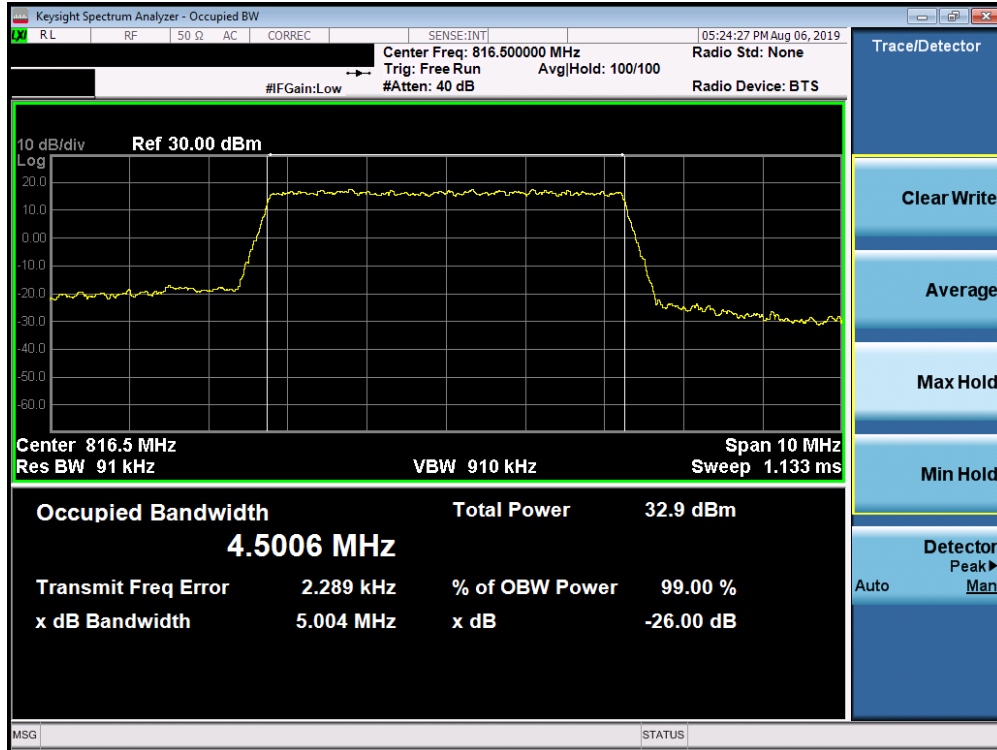 Keysight Spectrum Analyzer - Occupied BW
LXI RL RF 50 Ω AC CORREC SENSE:INT 05:24:27 PM Aug 06, 2019
Center Freq: 816.500000 MHz Radio Std: None
Trig: Free Run Avg|Hold: 100/100
#IFGain:Low #Atten: 40 dB Radio Device: BTS
10 dB/div Ref 30.00 dBm
Log
20.0
10.0
0.00
-10.0
-20.0
-30.0
-40.0
-50.0
-60.0
Center 816.5 MHz Span 10 MHz
Res BW 91 kHz VBW 910 kHz Sweep 1.133 ms
Occupied Bandwidth Total Power 32.9 dBm
4.5006 MHz
Transmit Freq Error 2.289 kHz % of OBW Power 99.00 %
x dB Bandwidth 5.004 MHz x dB -26.00 dB
MSG STATUS
Trace/Detector
Clear Write
Average
Max Hold
Min Hold
Detector
Peak▶
Auto Man